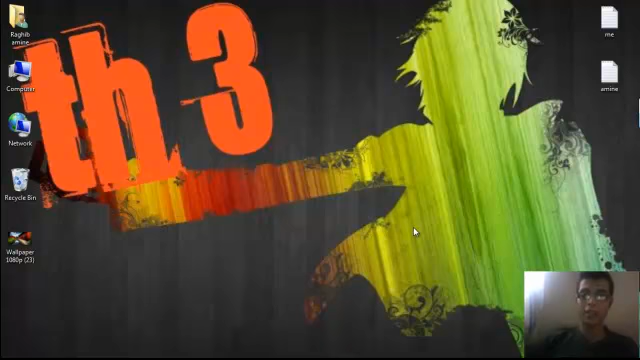 th 3
Raghib
amine
Computer
Network
Recycle Bin
Wallpaper
1080p (23)
me
amine